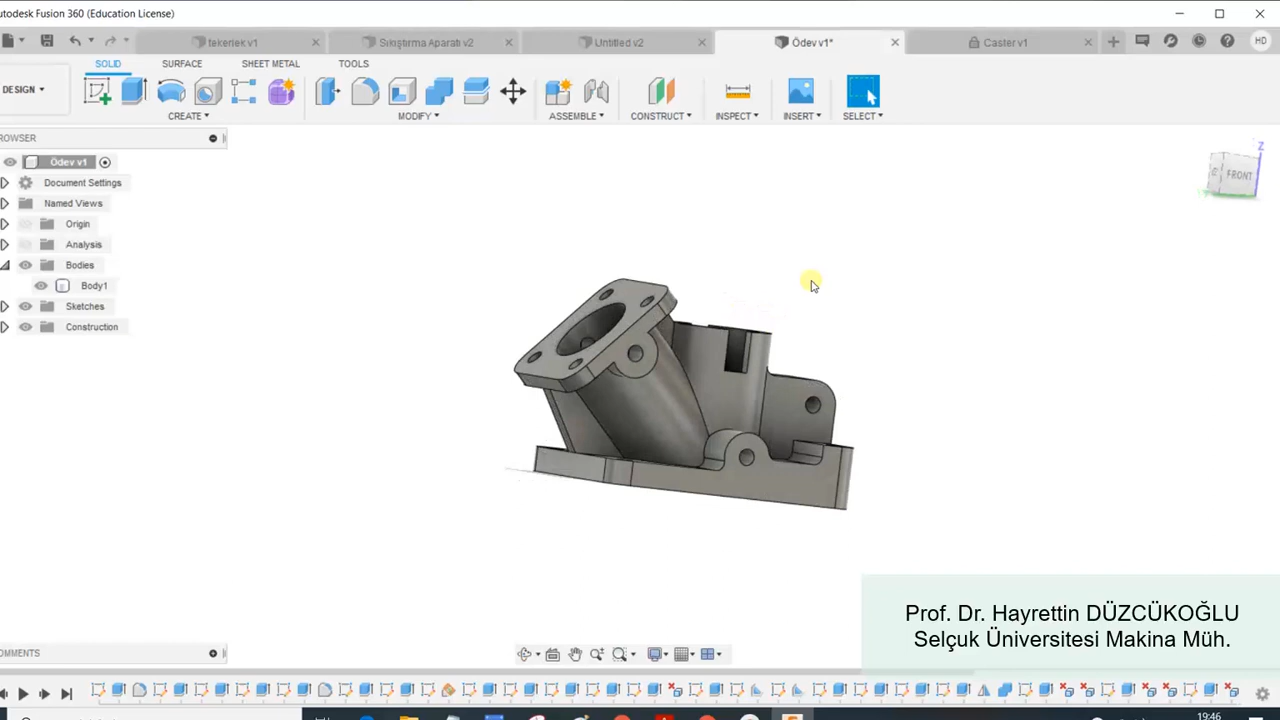 utodesk Fusion 360 (Education License)
tekerlek v1
Sıkıştırma Aparatı v2
Untitled v2
Ödev v1*
Caster v1
HD
SOLID
SURFACE
SHEET METAL
TOOLS
DESIGN
CREATE
MODIFY
ASSEMBLE
CONSTRUCT
INSPECT
INSERT
SELECT
ROWSER
Ödev v1
Document Settings
Named Views
Origin
Analysis
Bodies
Body1
Sketches
Construction
Z
FRONT
Prof. Dr. Hayrettin DÜZCÜKOĞLU
Selçuk Üniversitesi Makina Müh.
OMMENTS
19:46